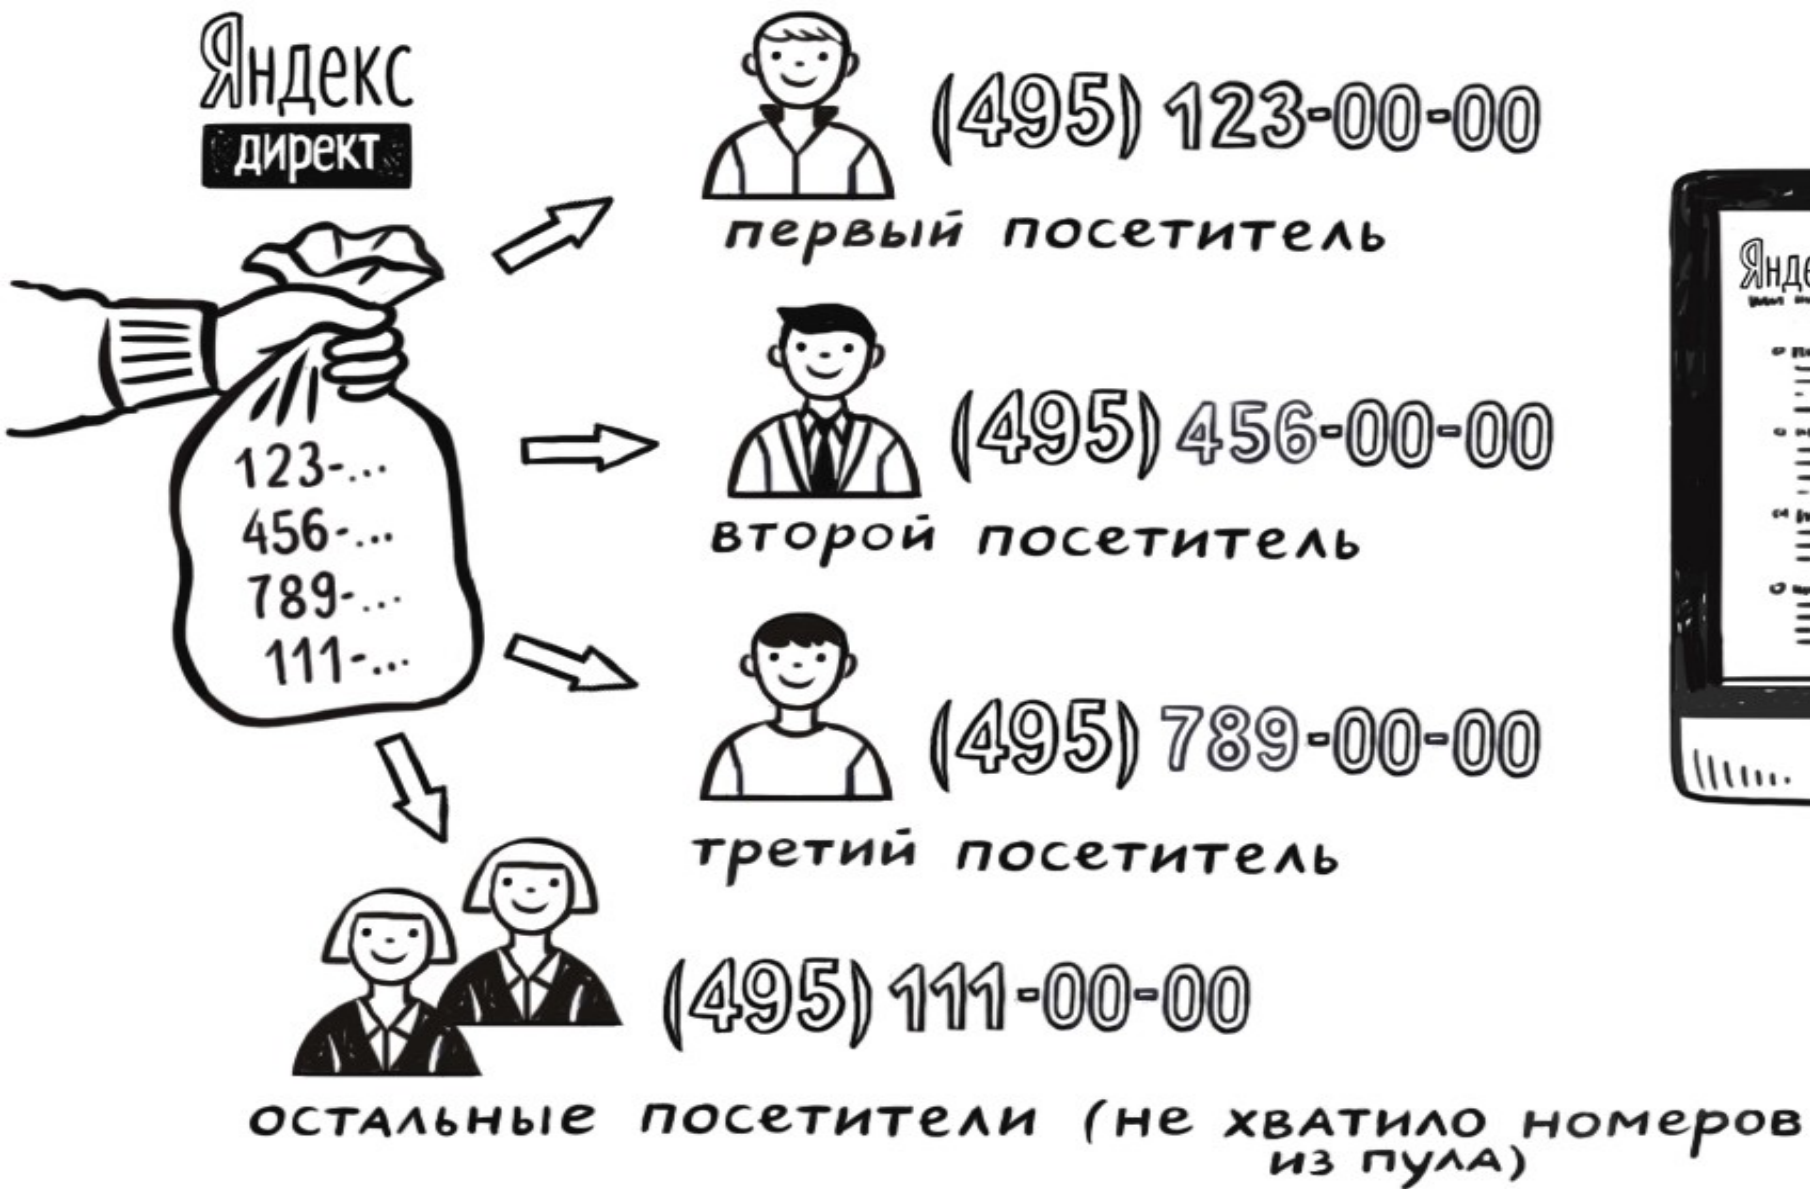 Яндекс
директ
123-...
456-...
789-...
111-...
(495) 123-00-00
первый посетитель
(495) 456-00-00
второй посетитель
(495) 789-00-00
третий посетитель
(495) 111-00-00
остальные посетители (не хватило номеров
из пула)
Янде